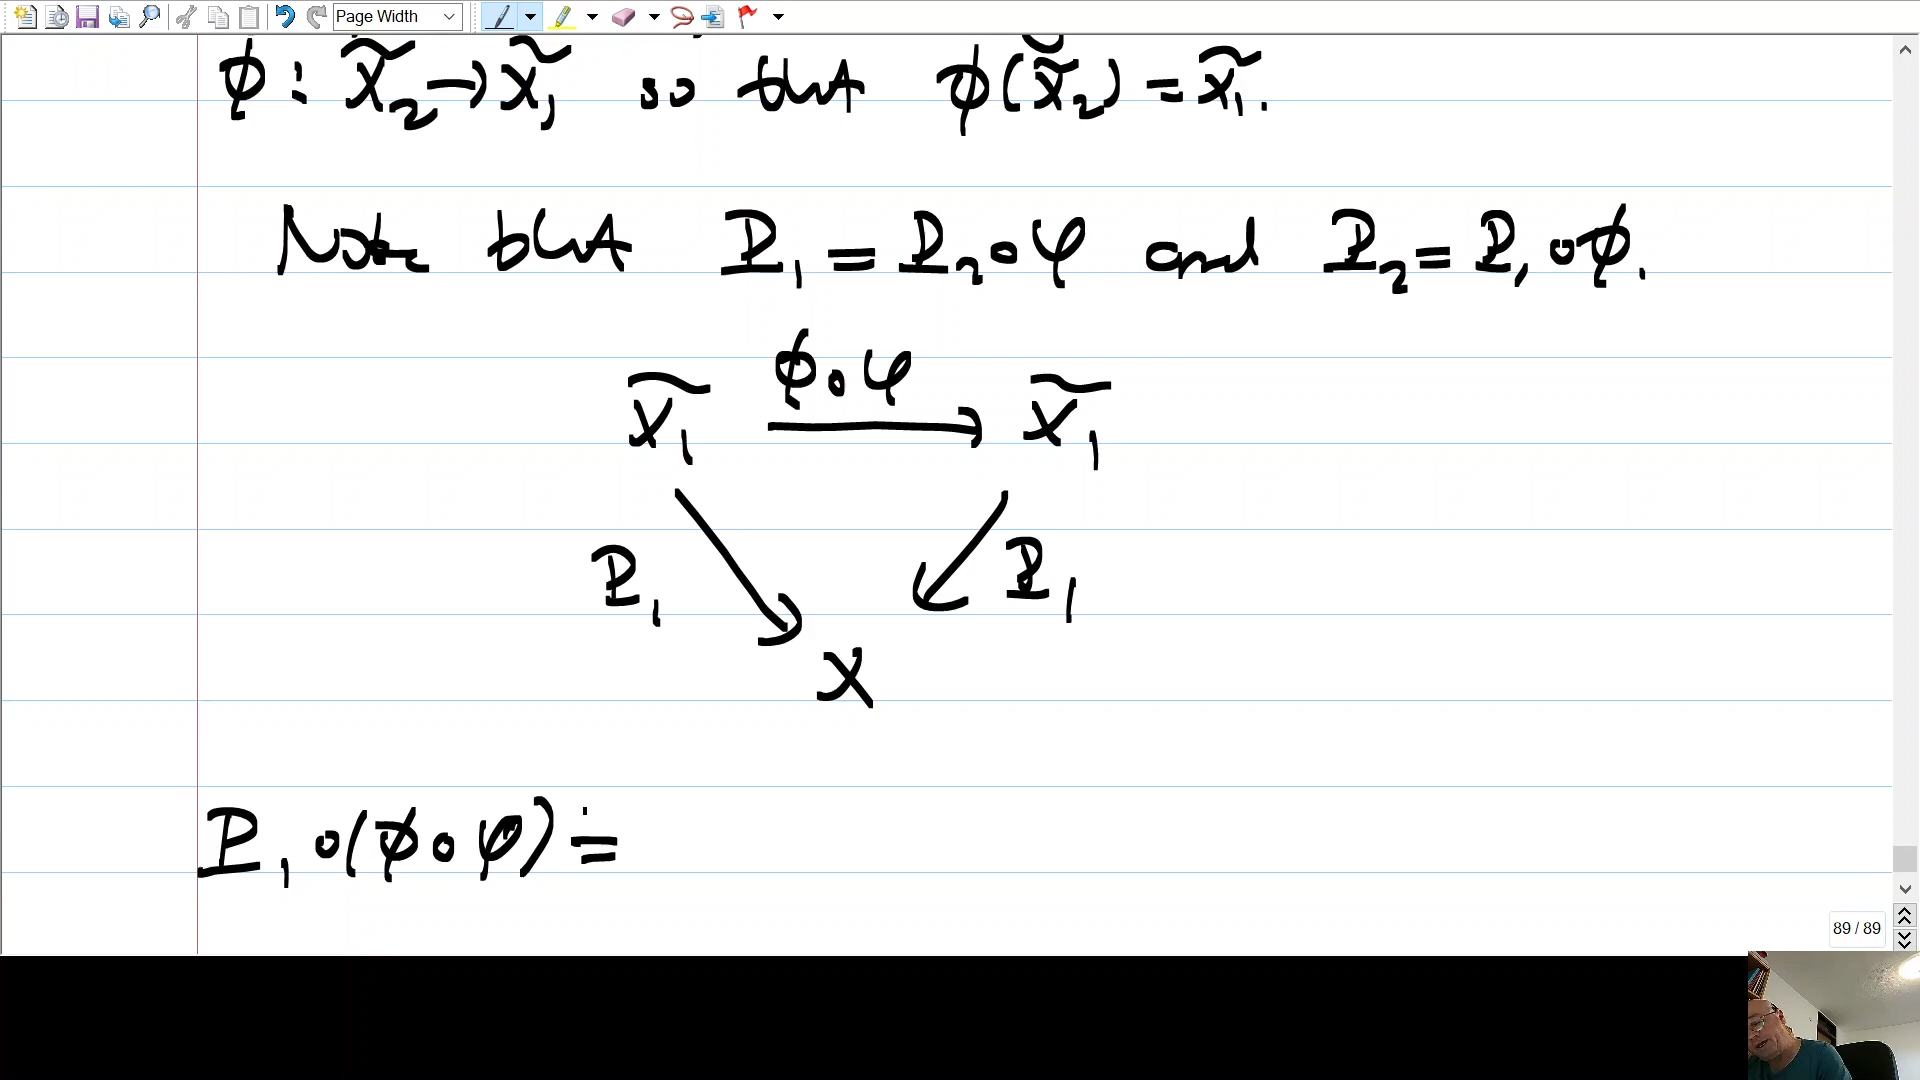 Page Width
ϕ : X̃₂ → X̃₁ so that ϕ(x̃₂) = x̃₁.
Note that P₁ = P₂ ∘ φ and P₂ = P₁ ∘ ϕ.
ϕ ∘ φ
X̃₁ X̃₁
P₁ P₁
X
P₁ ∘ (ϕ ∘ φ) =
89 / 89